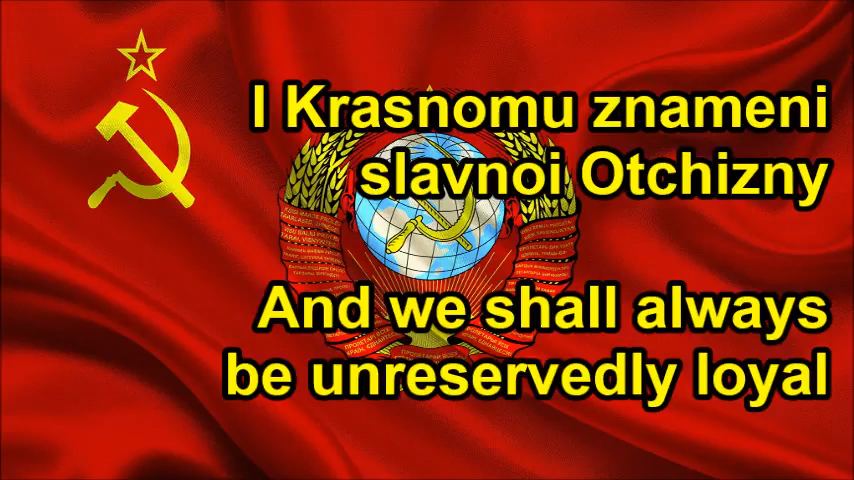 I Krasnomu znameni
slavnoi Otchizny
And we shall always
be unreservedly loyal